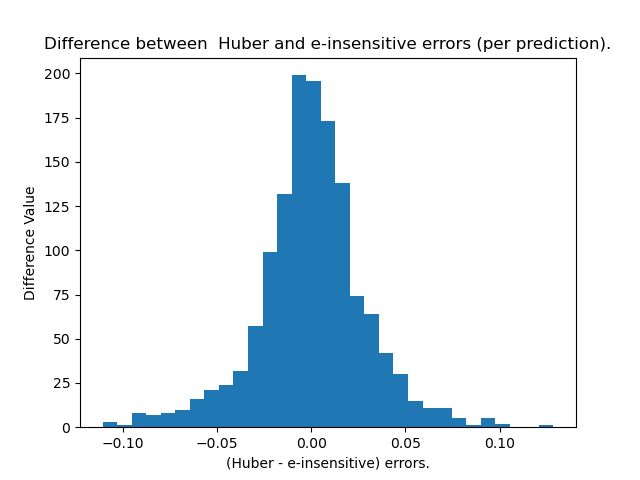 Difference between  Huber and e-insensitive errors (per prediction).
200
175
150
125
100
75
50
25
0
Difference Value
−0.10 −0.05 0.00 0.05 0.10
(Huber - e-insensitive) errors.